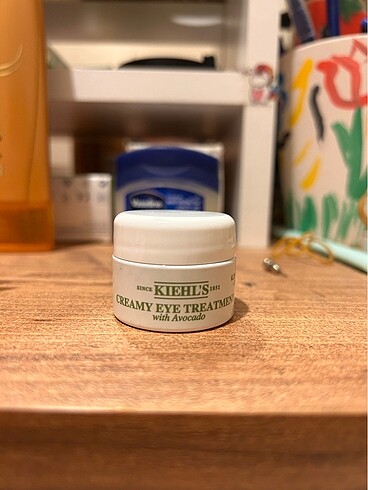 SINCE KIEHL'S 1851
CREAMY EYE TREATMEN
with Avocado